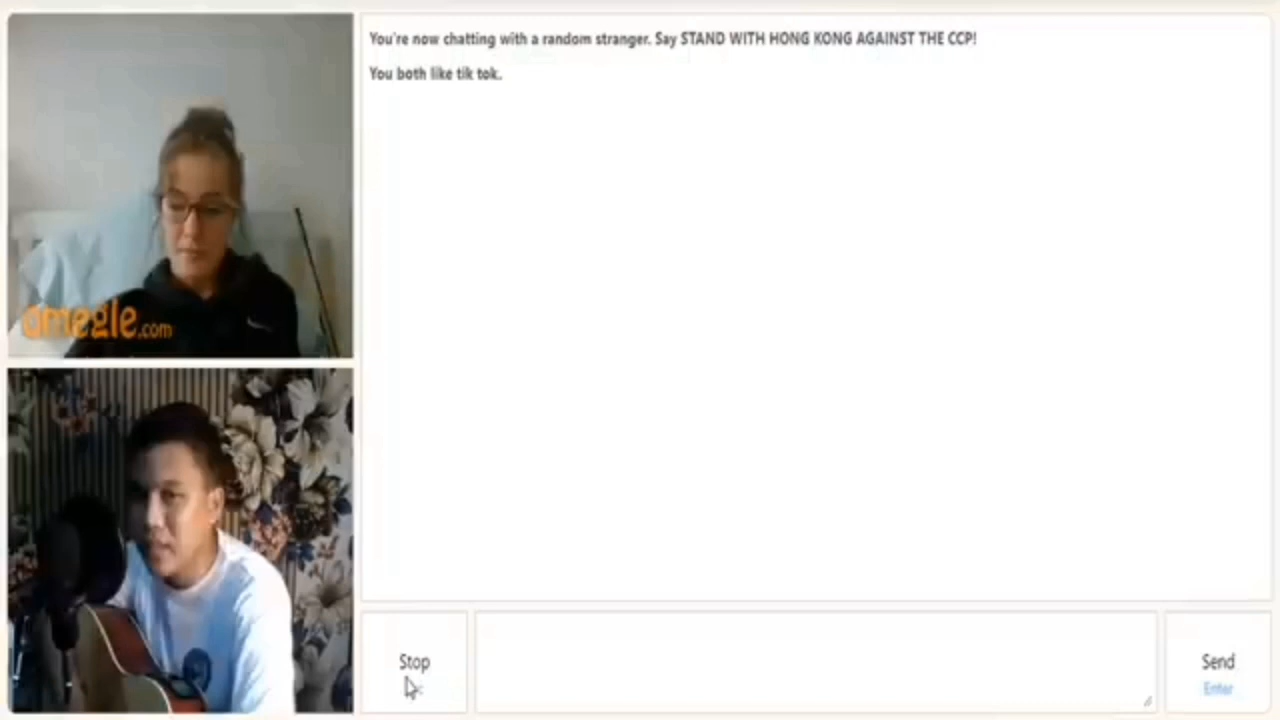 You're now chatting with a random stranger. Say STAND WITH HONG KONG AGAINST THE CCP!
You both like tik tok.
omegle.com
Stop
Send
Enter